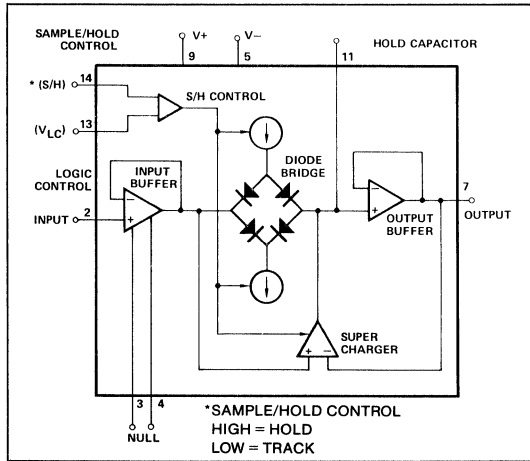 SAMPLE/HOLD
CONTROL
V+
9
V−
5
11
HOLD CAPACITOR
* (S/H)
14
S/H CONTROL
13
(VLC)
LOGIC
CONTROL
INPUT
BUFFER
DIODE
BRIDGE
−
+
INPUT
2
−
+
OUTPUT
BUFFER
7
OUTPUT
SUPER
CHARGER
+
−
3
4
NULL
*SAMPLE/HOLD CONTROL
HIGH = HOLD
LOW = TRACK